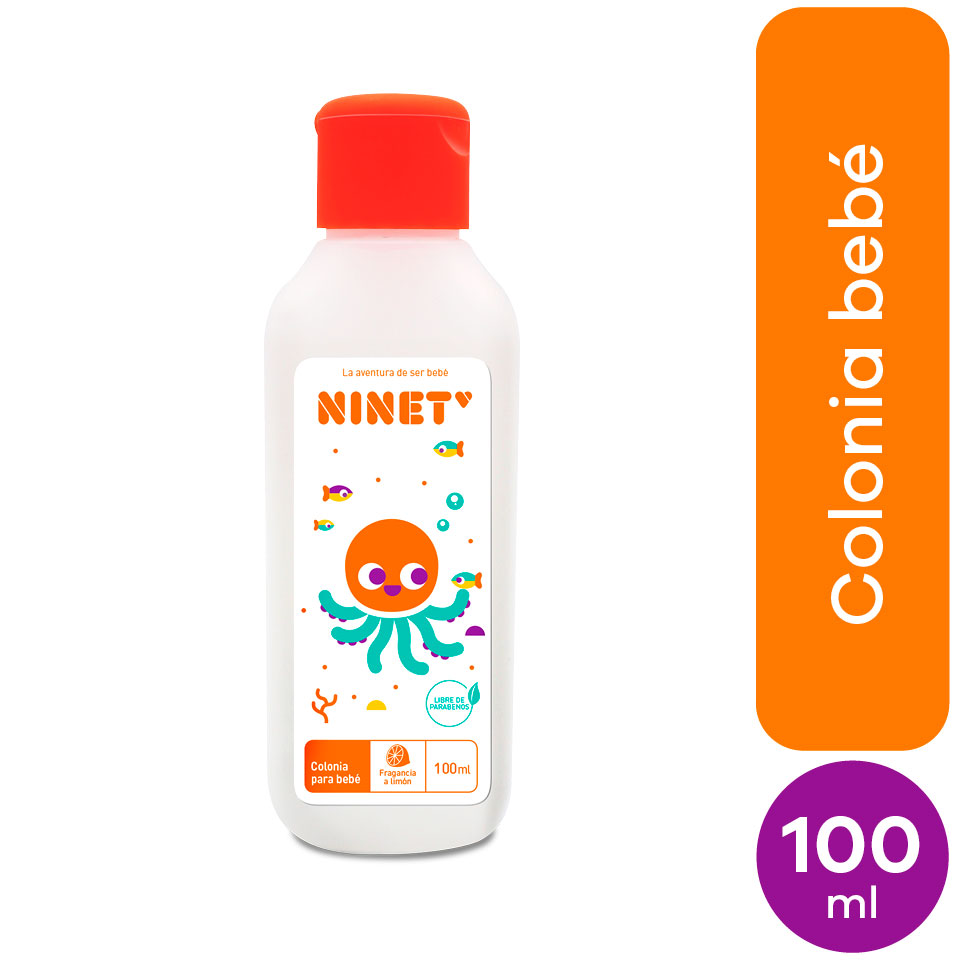 La aventura de ser bebé
NINET
LIBRE DE
PARABENOS
Colonia
para bebé
Fragancia
a limón
100ml
Colonia bebé
100
ml